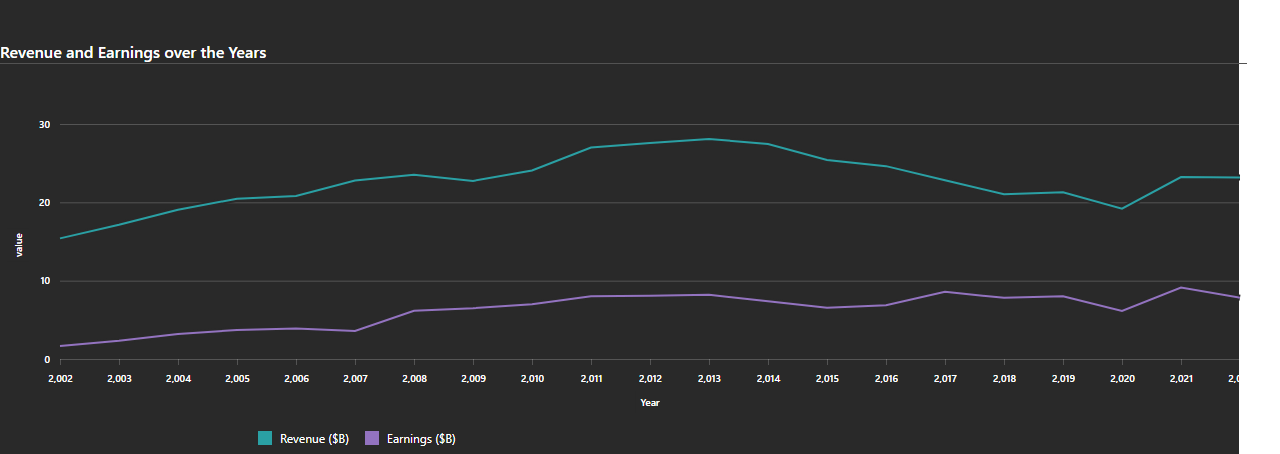 Revenue and Earnings over the Years
30
20
value
10
0
2,002 2,003 2,004 2,005 2,006 2,007 2,008 2,009 2,010 2,011 2,012 2,013 2,014 2,015 2,016 2,017 2,018 2,019 2,020 2,021
Year
Revenue ($B) Earnings ($B)